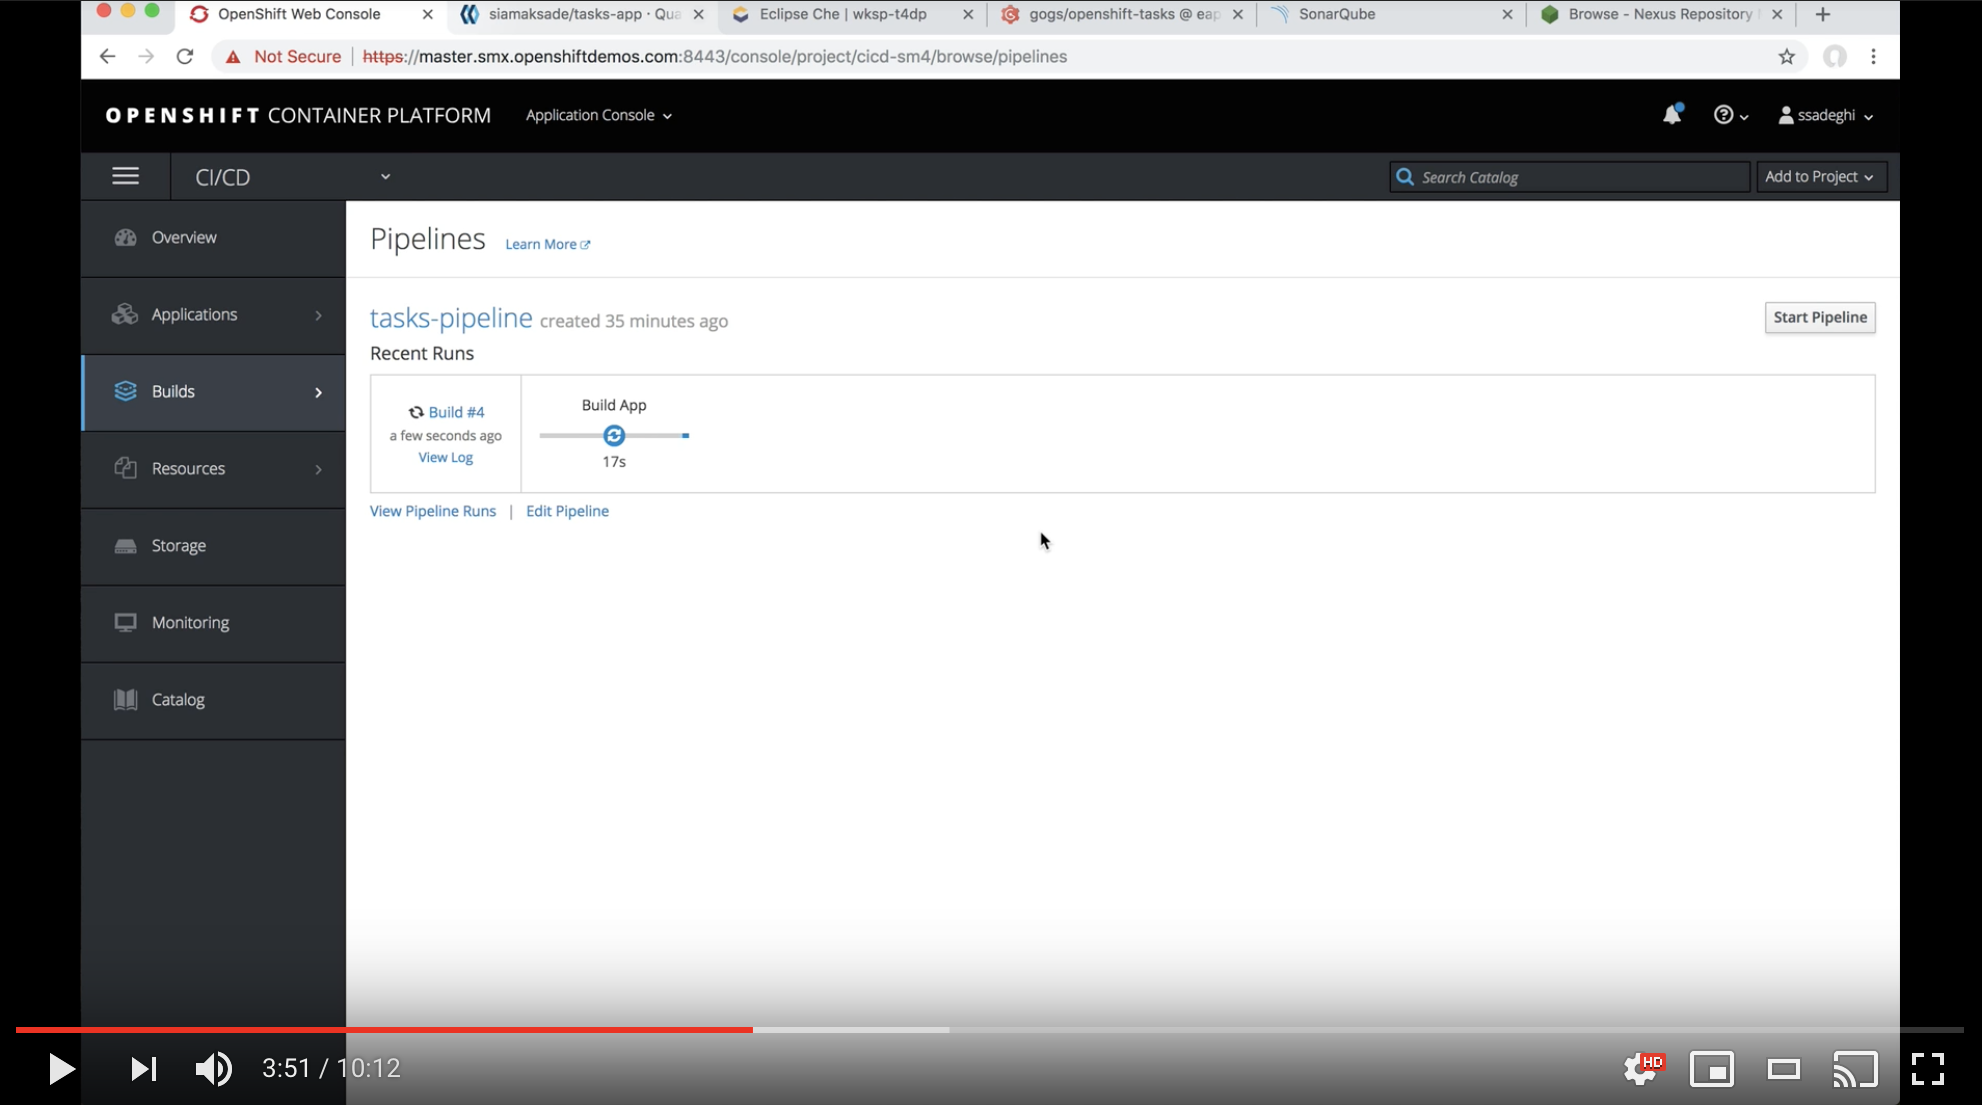 OpenShift Web Console
siamaksade/tasks-app · Qua
Eclipse Che | wksp-t4dp
gogs/openshift-tasks @ eap
SonarQube
Browse - Nexus Repository
Not Secure | https://master.smx.openshiftdemos.com:8443/console/project/cicd-sm4/browse/pipelines
OPENSHIFT CONTAINER PLATFORM
Application Console
ssadeghi
CI/CD
Search Catalog
Add to Project
Overview
Applications
Builds
Resources
Storage
Monitoring
Catalog
Pipelines
Learn More
tasks-pipeline created 35 minutes ago
Start Pipeline
Recent Runs
Build #4
a few seconds ago
View Log
Build App
17s
View Pipeline Runs | Edit Pipeline
3:51 / 10:12
HD